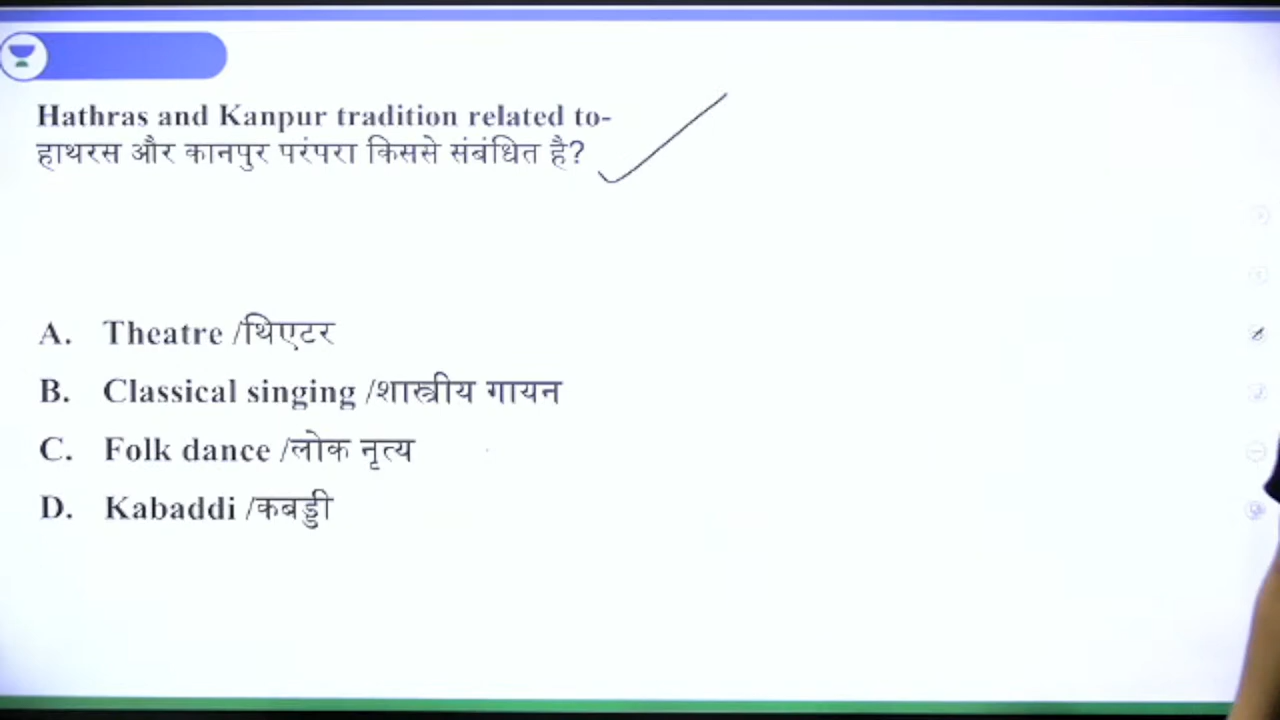 Hathras and Kanpur tradition related to-
हाथरस और कानपुर परंपरा किससे संबंधित है?
A. Theatre /थिएटर
B. Classical singing /शास्त्रीय गायन
C. Folk dance /लोक नृत्य
D. Kabaddi /कबड्डी